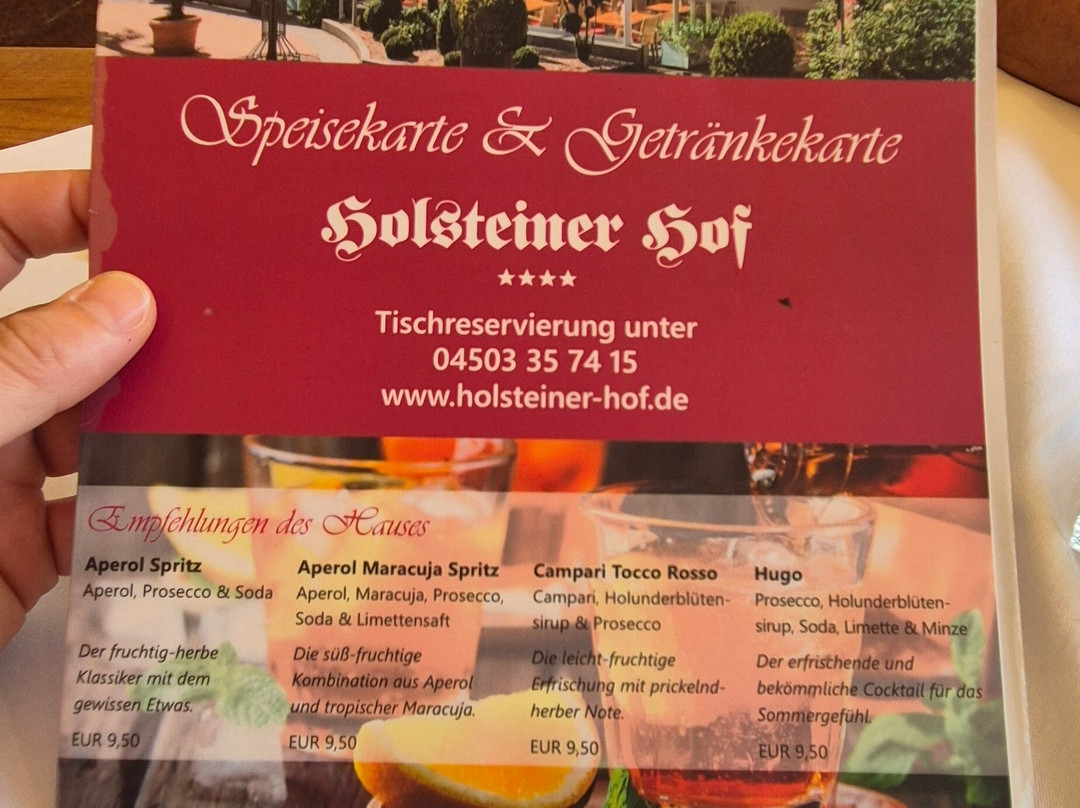 Speisekarte & Getränkekarte
Holsteiner Hof
★★★★
Tischreservierung unter
04503 35 74 15
www.holsteiner-hof.de
Empfehlungen des Hauses
Aperol Spritz
Aperol, Prosecco & Soda
Der fruchtig-herbe
Klassiker mit dem
gewissen Etwas.
EUR 9,50
Aperol Maracuja Spritz
Aperol, Maracuja, Prosecco,
Soda & Limettensaft
Die süß-fruchtige
Kombination aus Aperol
und tropischer Maracuja.
EUR 9,50
Campari Tocco Rosso
Campari, Holunderblüten-
sirup & Prosecco
Die leicht-fruchtige
Erfrischung mit prickelnd-
herber Note.
EUR 9,50
Hugo
Prosecco, Holunderblüten-
sirup, Soda, Limette & Minze
Der erfrischende und
bekömmliche Cocktail für das
Sommergefühl.
EUR 9,50